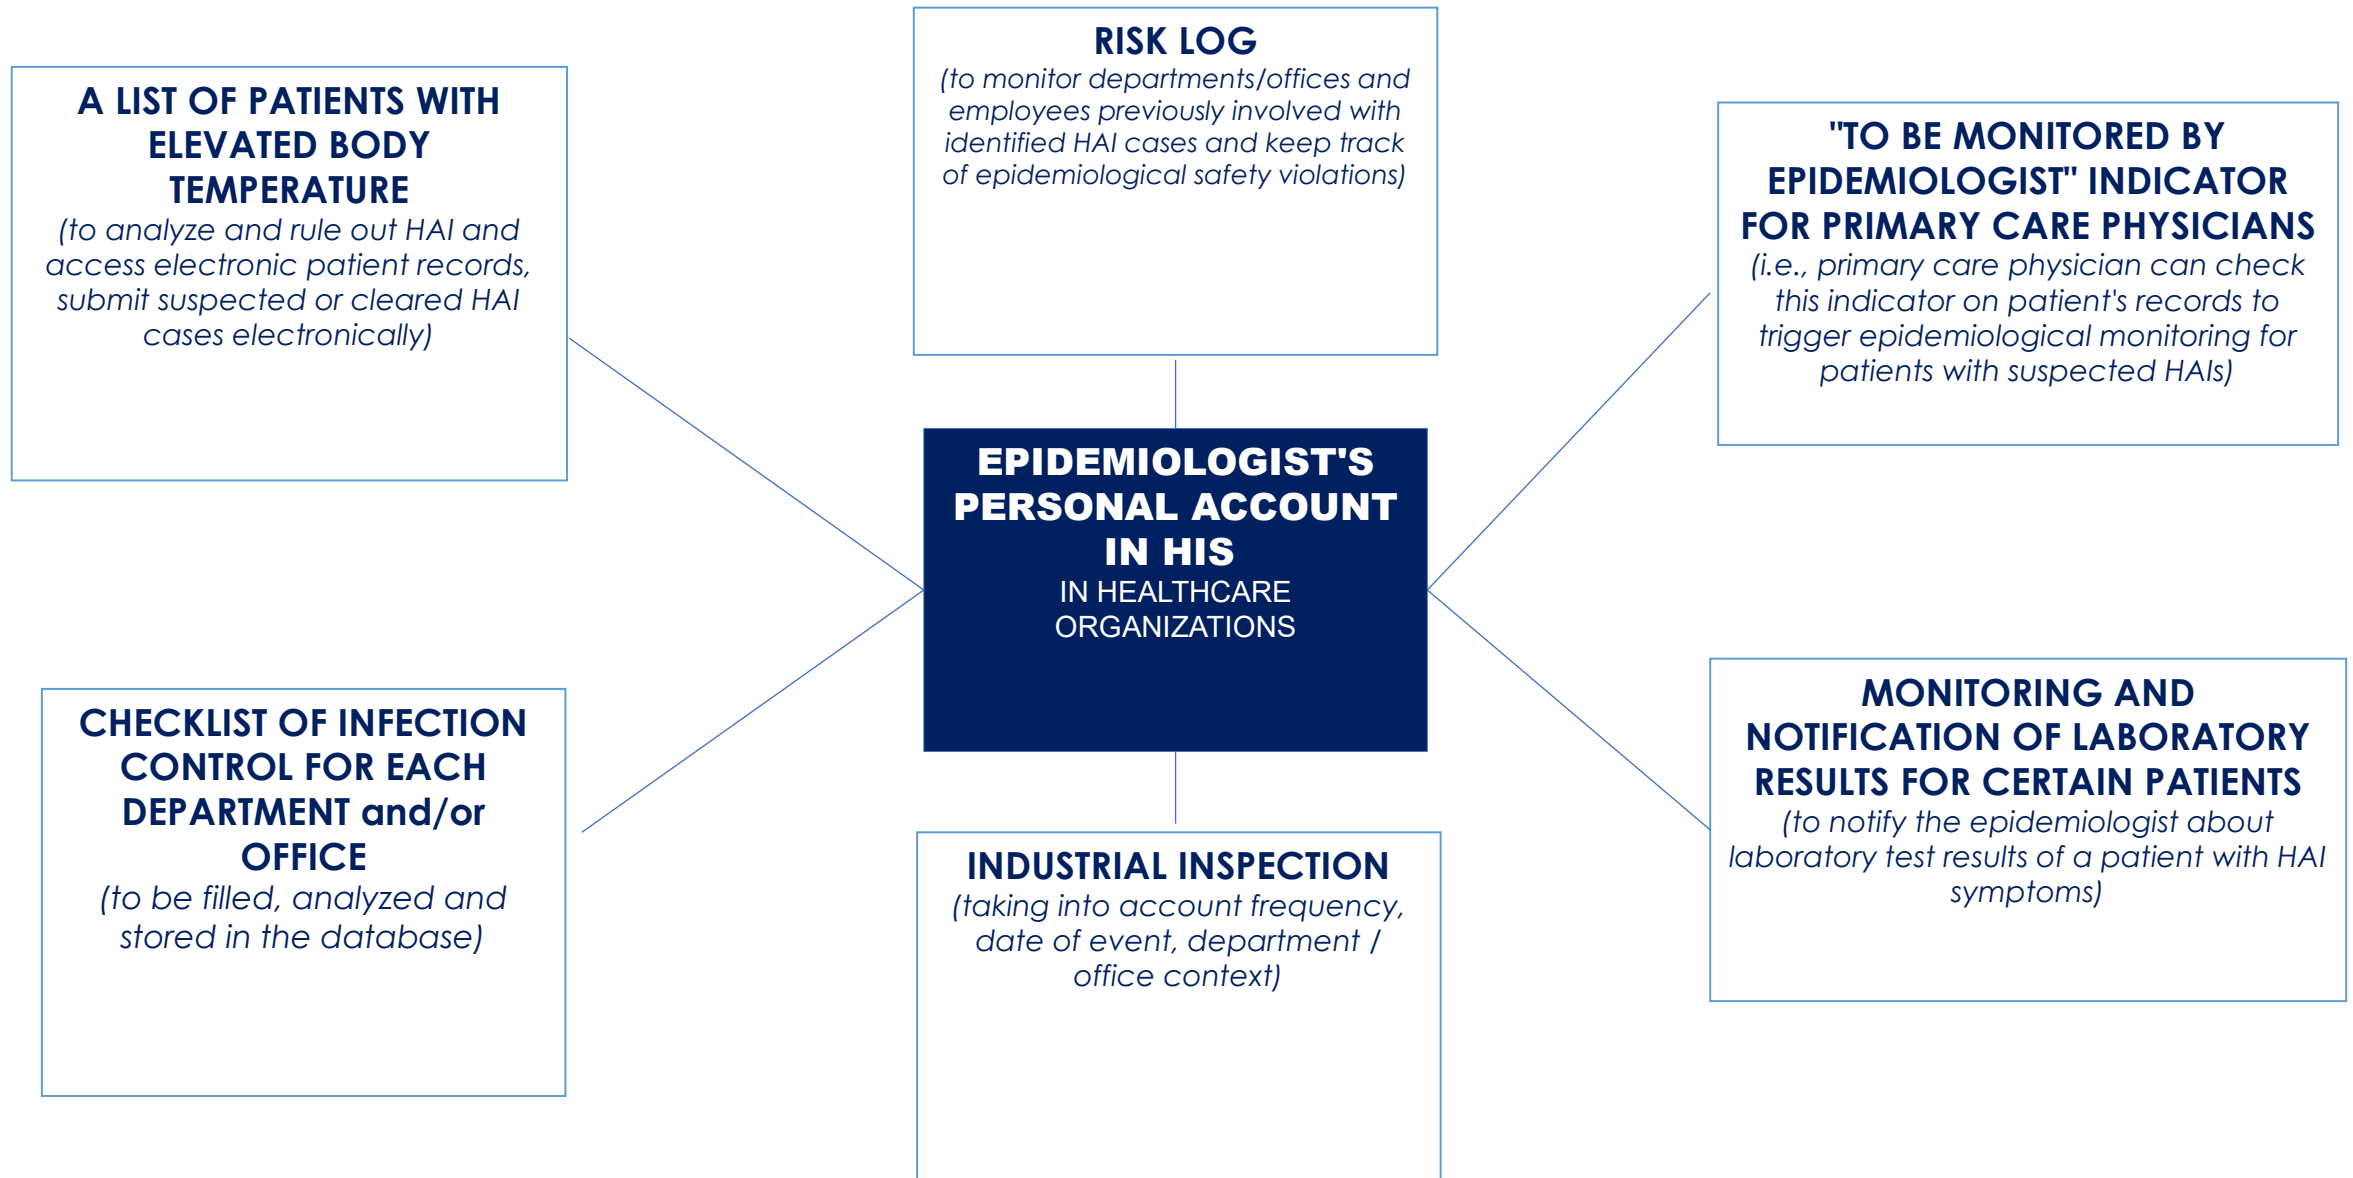 A LIST OF PATIENTS WITH
ELEVATED BODY
TEMPERATURE
(to analyze and rule out HAI and
access electronic patient records,
submit suspected or cleared HAI
cases electronically)
RISK LOG
(to monitor departments/offices and
employees previously involved with
identified HAI cases and keep track
of epidemiological safety violations)
"TO BE MONITORED BY
EPIDEMIOLOGIST" INDICATOR
FOR PRIMARY CARE PHYSICIANS
(i.e., primary care physician can check
this indicator on patient's records to
trigger epidemiological monitoring for
patients with suspected HAIs)
EPIDEMIOLOGIST'S
PERSONAL ACCOUNT
IN HIS
IN HEALTHCARE
ORGANIZATIONS
CHECKLIST OF INFECTION
CONTROL FOR EACH
DEPARTMENT and/or
OFFICE
(to be filled, analyzed and
stored in the database)
INDUSTRIAL INSPECTION
(taking into account frequency,
date of event, department /
office context)
MONITORING AND
NOTIFICATION OF LABORATORY
RESULTS FOR CERTAIN PATIENTS
(to notify the epidemiologist about
laboratory test results of a patient with HAI
symptoms)